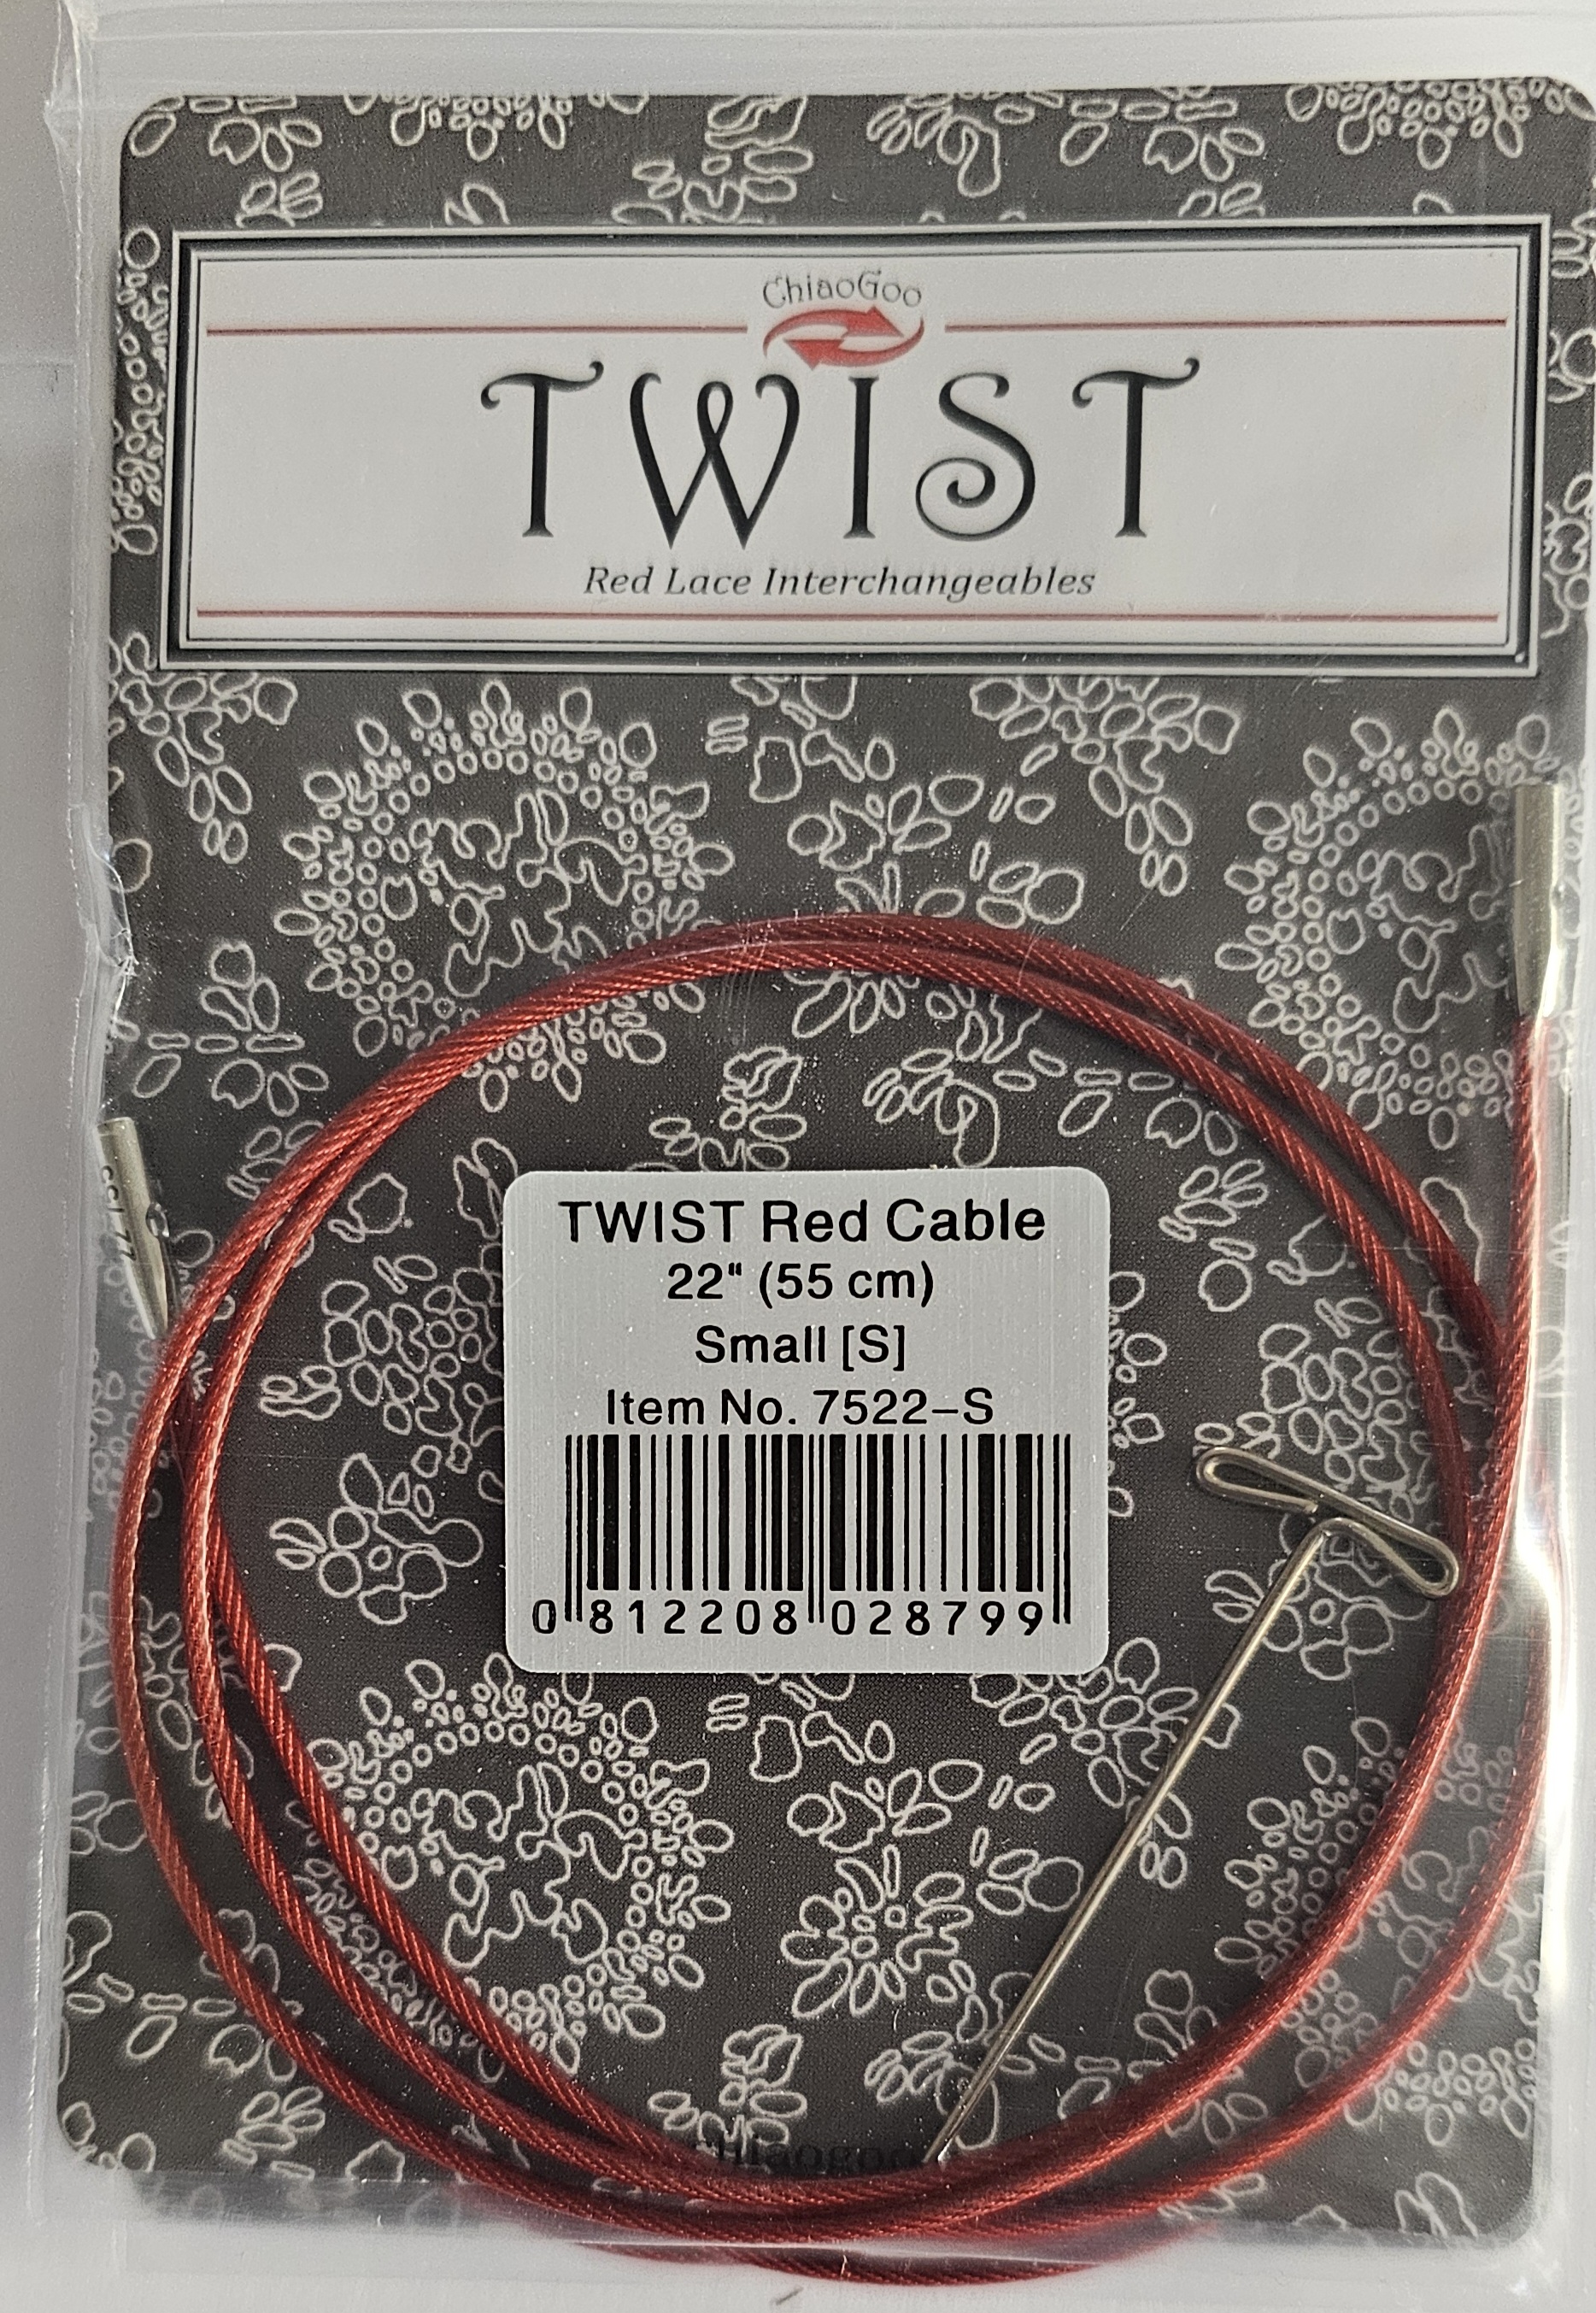 ChiaoGoo
TWIST
Red Lace Interchangeables
TWIST Red Cable
22" (55 cm)
Small [S]
Item No. 7522-S
0 812208 028799